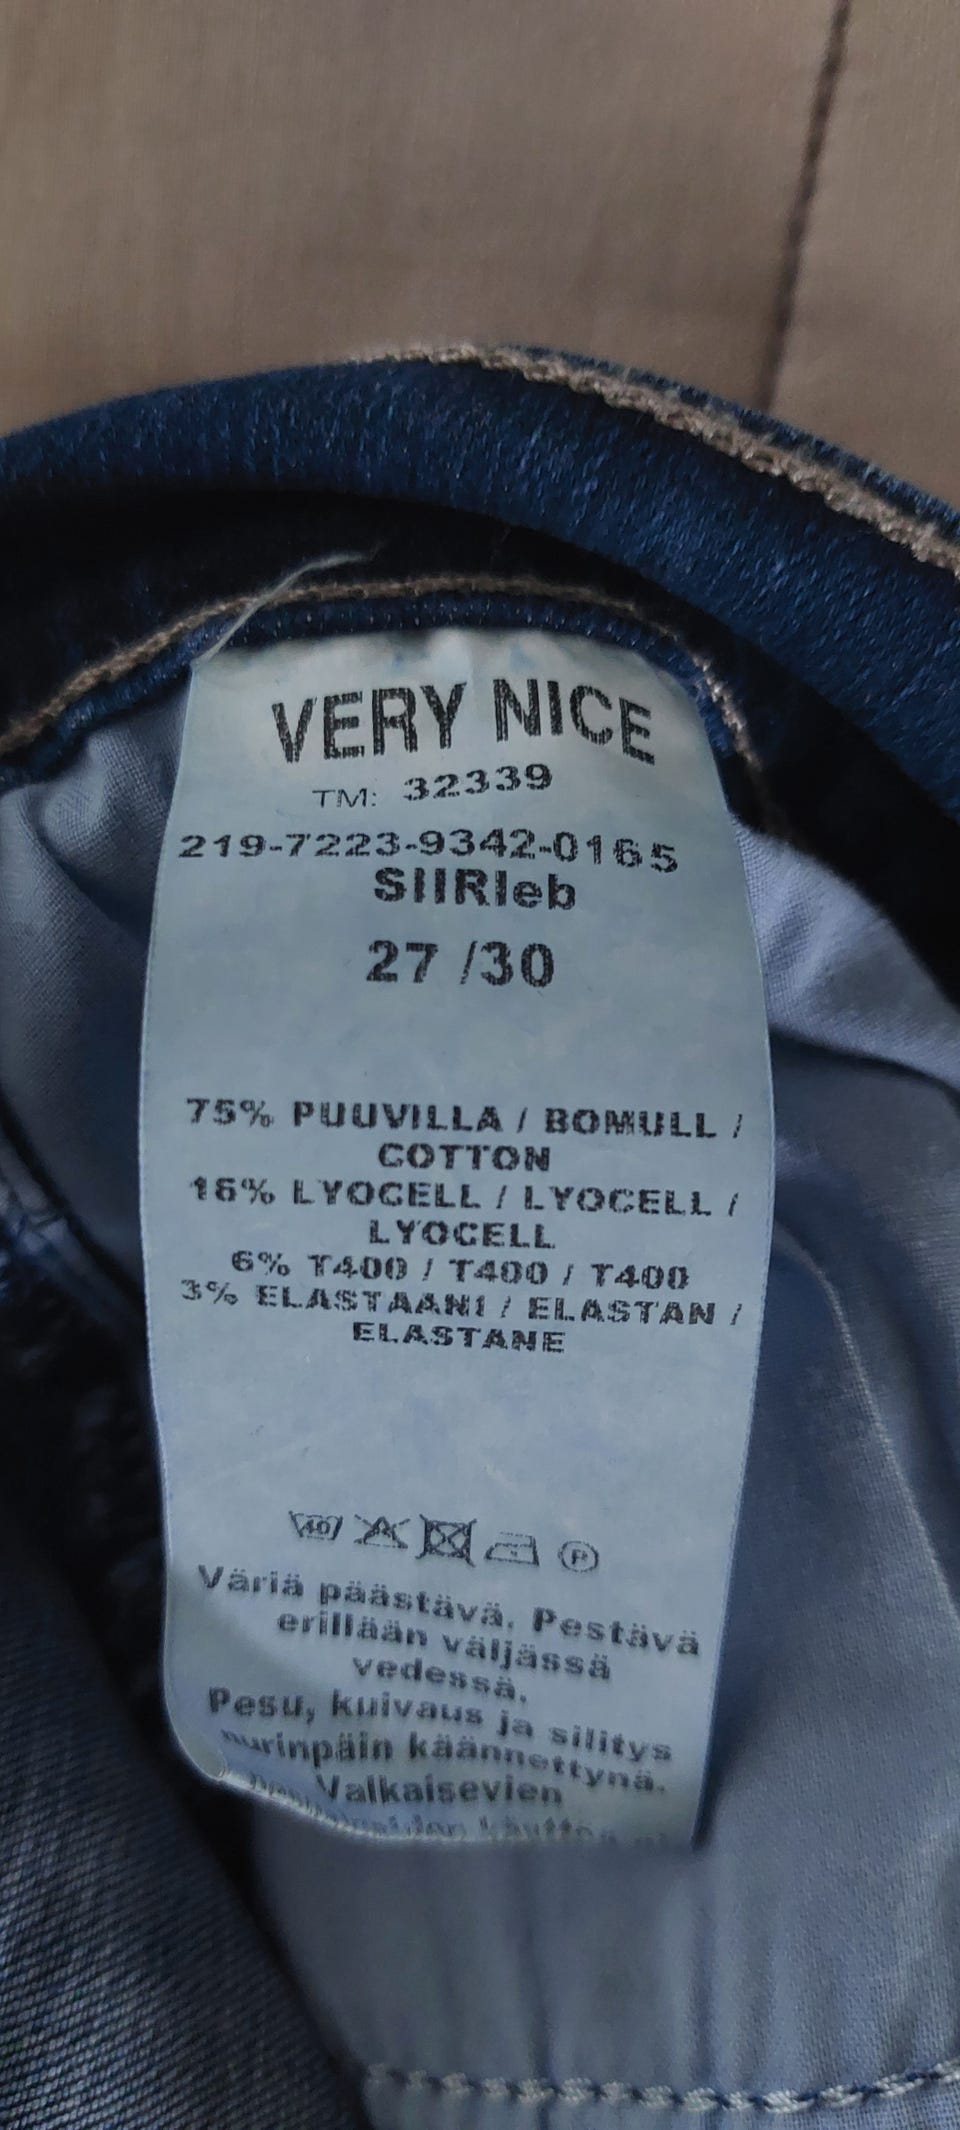 VERY NICE
TM: 32339
219-7223-9342-0165
SIIRIeb
27 /30
75% PUUVILLA / BOMULL /
COTTON
16% LYOCELL / LYOCELL /
LYOCELL
6% T400 / T400 / T400
3% ELASTAANI / ELASTAN /
ELASTANE
40 P
Väriä päästävä. Pestävä
erillään väljässä
vedessä.
Pesu, kuivaus ja silitys
nurinpäin käännettynä.
Valkaisevien